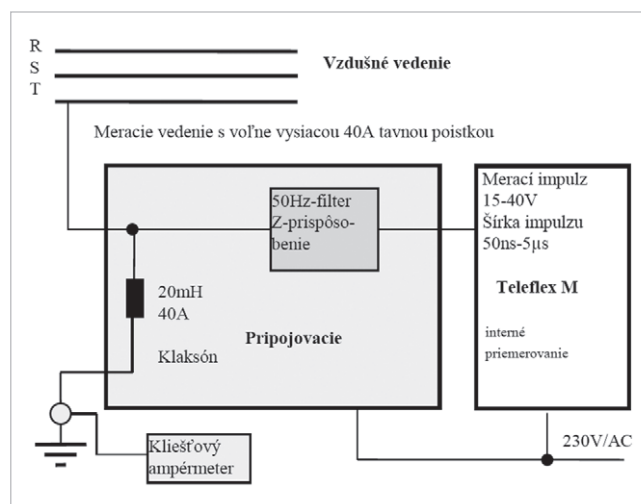 R
S
T
Vzdušné vedenie
Meracie vedenie s voľne vysiacou 40A tavnou poistkou
50Hz-filter
Z-prispôso-
benie
Merací impulz
15-40V
Šírka impulzu
50ns-5µs
Teleflex M
interné
priemerovanie
20mH
40A
Klaksón
Pripojovacie
Kliešťový
ampérmeter
230V/AC